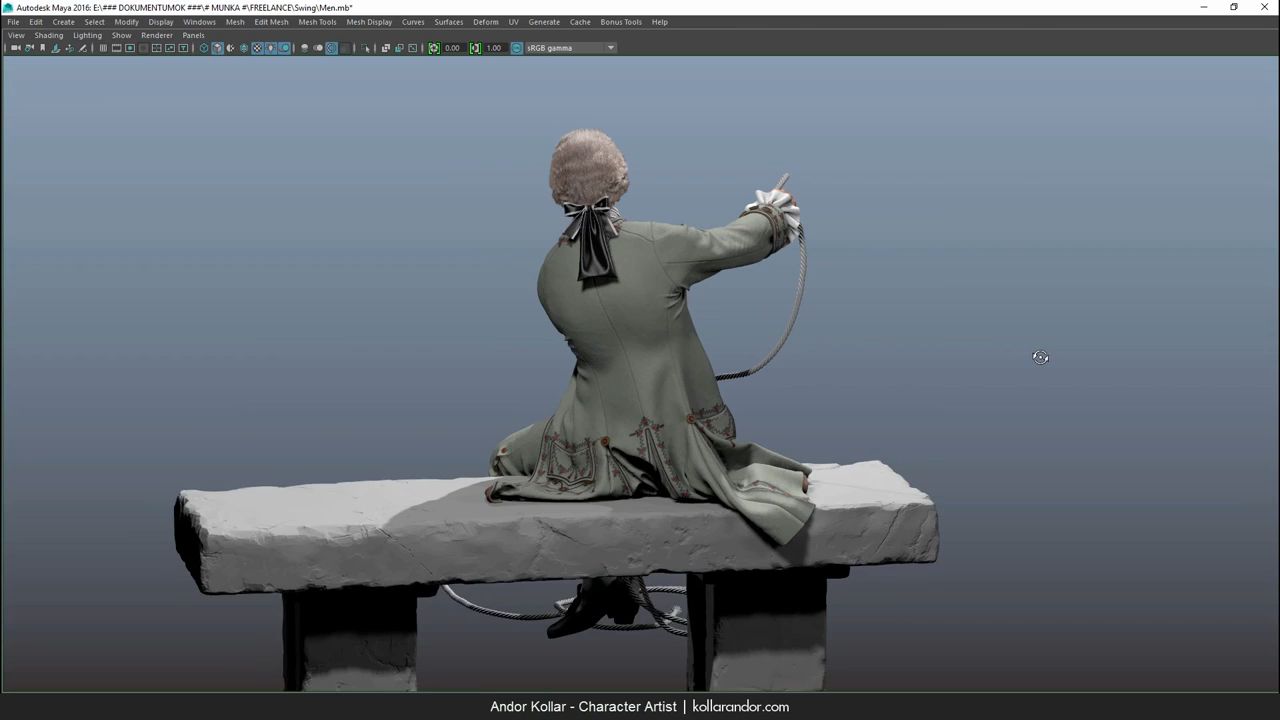 Autodesk Maya 2016: E:\### DOKUMENTUMOK ###\# MUNKA #\FREELANCE\Swing\Men.mb*
File Edit Create Select Modify Display Windows Mesh Edit Mesh Mesh Tools Mesh Display Curves Surfaces Deform UV Generate Cache Bonus Tools Help
View Shading Lighting Show Renderer Panels
0.00 1.00 sRGB gamma
Andor Kollar - Character Artist | kollarandor.com